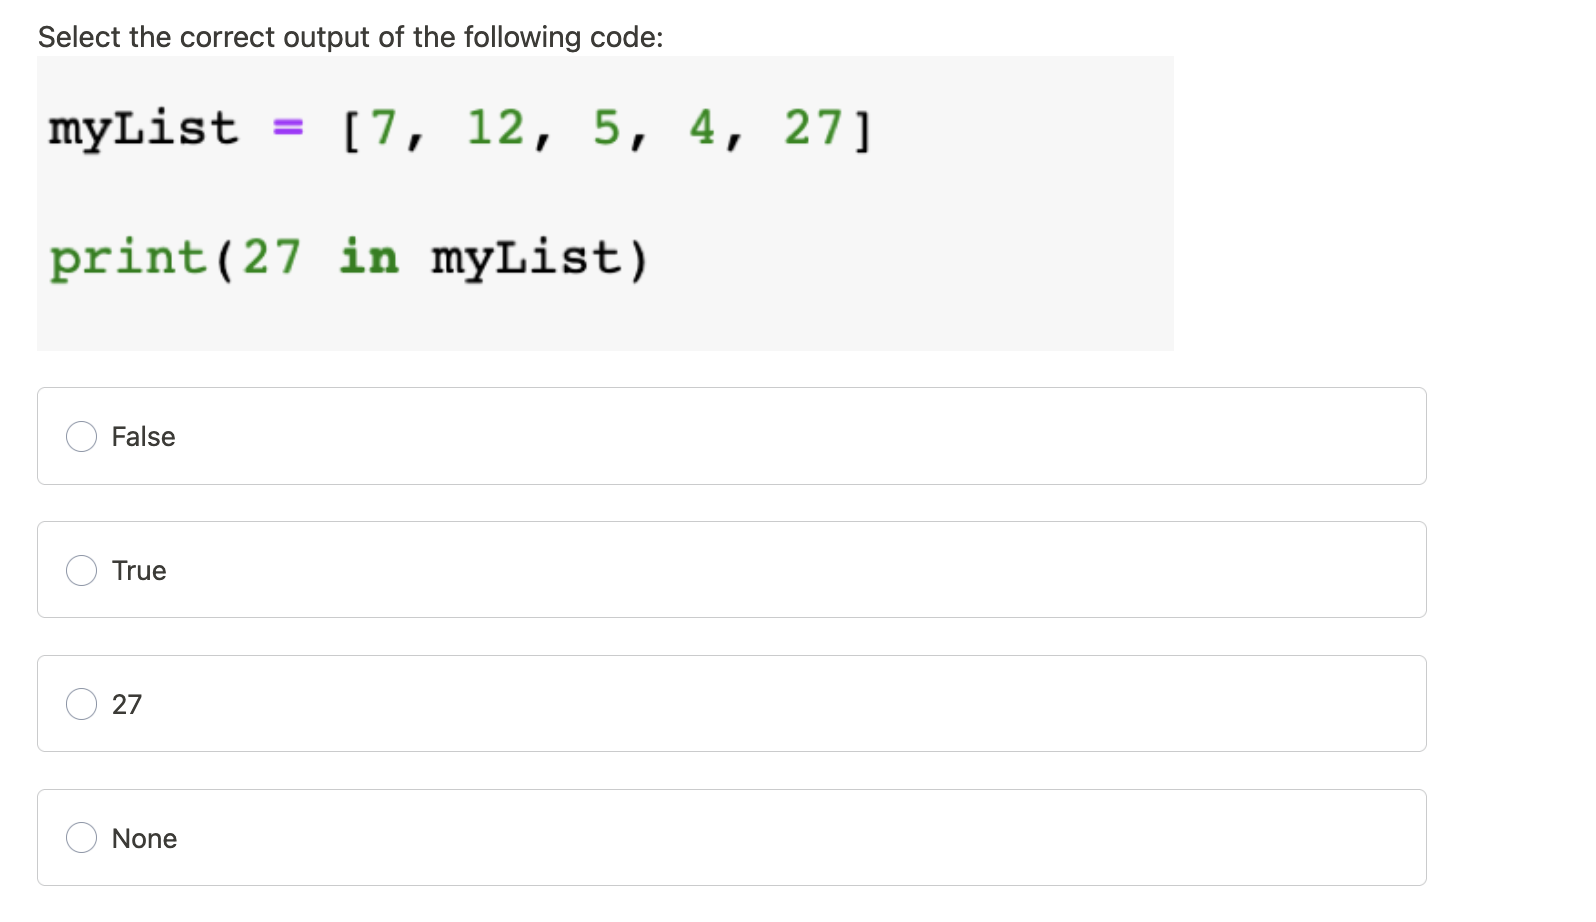 Select the correct output of the following code:
myList = [7, 12, 5, 4, 27]
print(27 in myList)
False
True
27
None